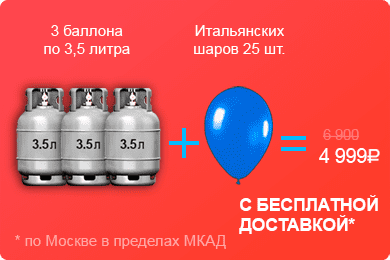 3 баллона
по 3,5 литра
Итальянских
шаров 25 шт.
3.5л 3.5л 3.5л
+
=
6 900
4 999₽
С БЕСПЛАТНОЙ
ДОСТАВКОЙ*
* по Москве в пределах МКАД